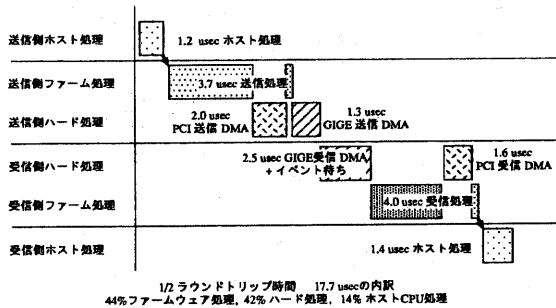 送信側ホスト処理
1.2 usec ホスト処理
送信側ファーム処理
3.7 usec 送信処理
送信側ハード処理
2.0 usec
PCI 送信 DMA
1.3 usec
GIGE 送信 DMA
受信側ハード処理
2.5 usec GIGE受信 DMA
+ イベント待ち
1.6 usec
PCI 受信 DMA
受信側ファーム処理
4.0 usec 受信処理
受信側ホスト処理
1.4 usec ホスト処理
1/2 ラウンドトリップ時間 17.7 usecの内訳
44%ファームウェア処理, 42% ハード処理, 14% ホストCPU処理